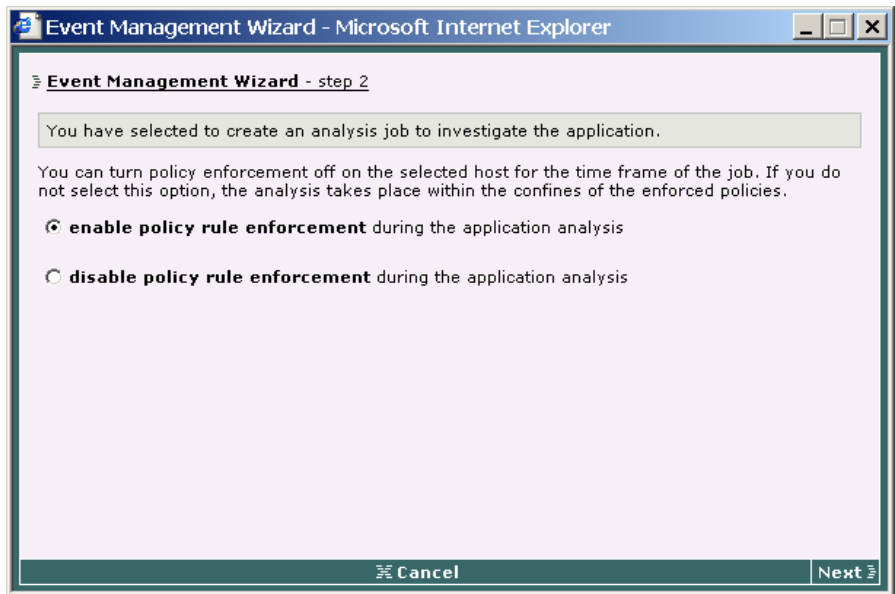 Event Management Wizard - Microsoft Internet Explorer
Event Management Wizard - step 2
You have selected to create an analysis job to investigate the application.
You can turn policy enforcement off on the selected host for the time frame of the job. If you do
not select this option, the analysis takes place within the confines of the enforced policies.
enable policy rule enforcement during the application analysis
disable policy rule enforcement during the application analysis
Cancel
Next